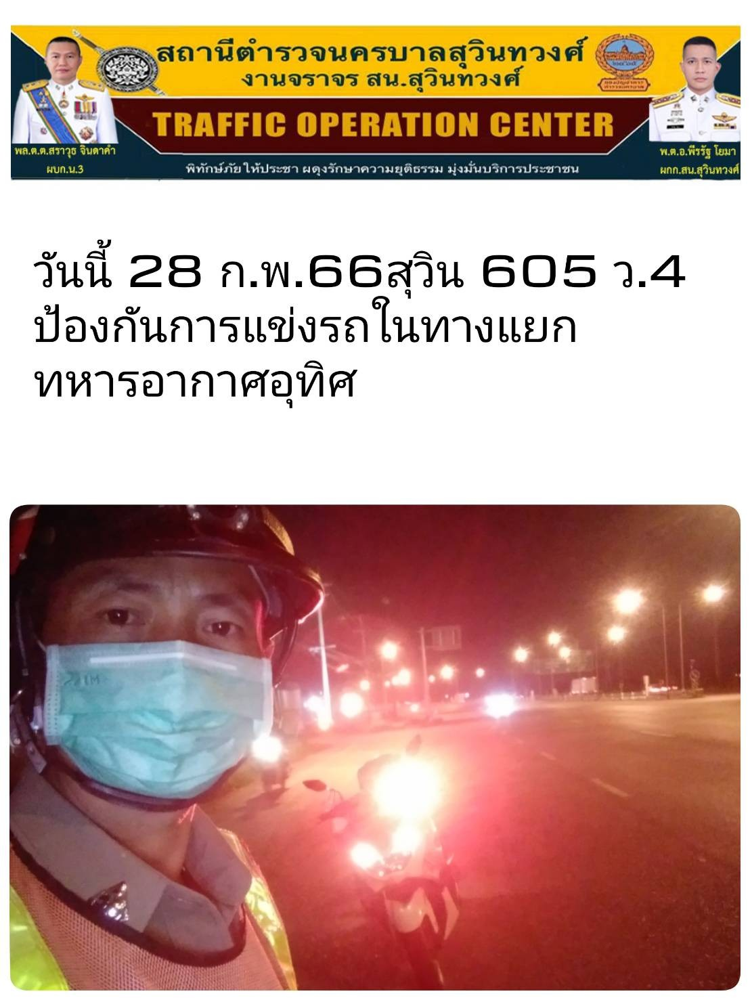 สถานีตำรวจนครบาลสุวินทวงศ์
งานจราจร สน.สุวินทวงศ์
TRAFFIC OPERATION CENTER
พล.ต.ต.สราวุธ จินดาคำ
ผบก.น.3
พิทักษ์ภัยให้ประชา ผดุงรักษาความยุติธรรม มุ่งมั่นบริการประชาชน
พ.ต.อ.พีรรัฐ โยมา
ผกก.สน.สุวินทวงศ์
วันนี้ 28 ก.พ.66สุวิน 605 ว.4
ป้องกันการแข่งรถในทางแยก
ทหารอากาศอุทิศ